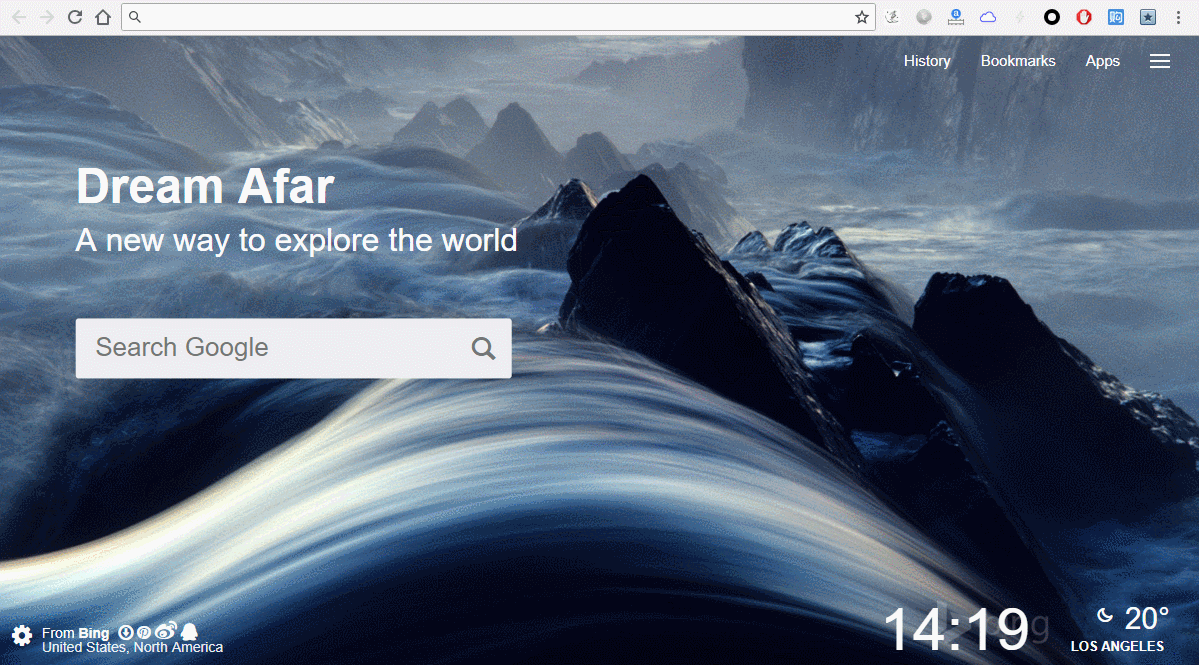 History Bookmarks Apps
Dream Afar
A new way to explore the world
Search Google
From Bing
United States, North America
14:19
20°
LOS ANGELES